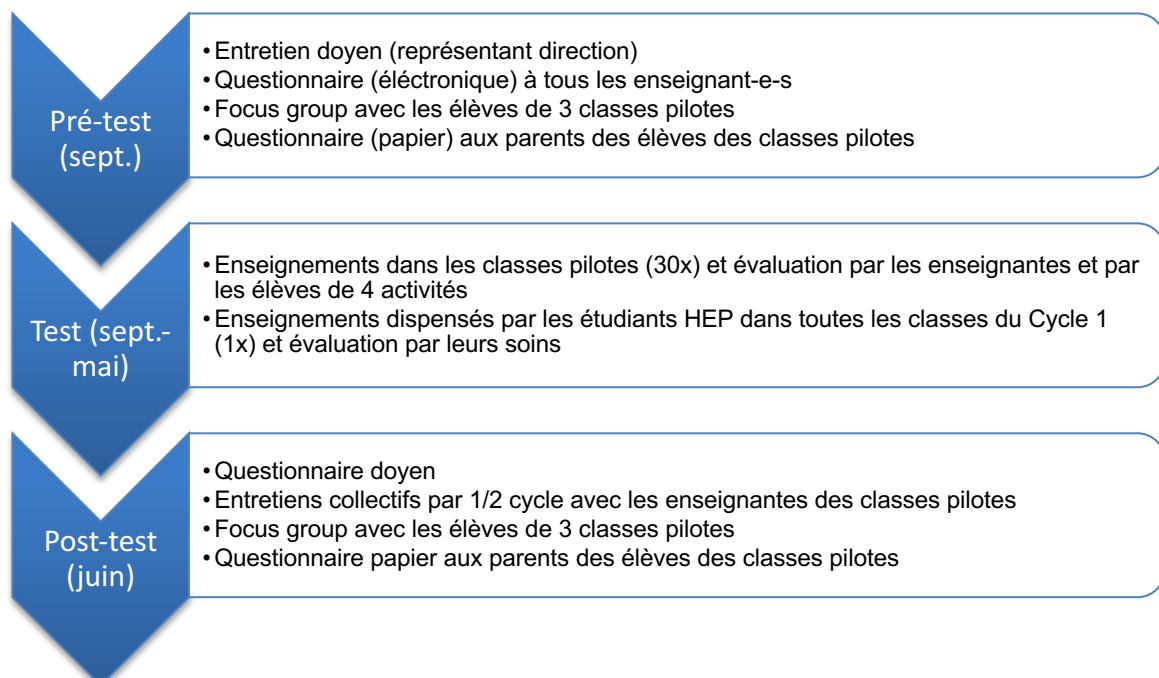 Pré-test
(sept.)
•Entretien doyen (représentant direction)
•Questionnaire (éléctronique) à tous les enseignant-e-s
•Focus group avec les élèves de 3 classes pilotes
•Questionnaire (papier) aux parents des élèves des classes pilotes
Test (sept.-
mai)
•Enseignements dans les classes pilotes (30x) et évaluation par les enseignantes et par
les élèves de 4 activités
•Enseignements dispensés par les étudiants HEP dans toutes les classes du Cycle 1
(1x) et évaluation par leurs soins
Post-test
(juin)
•Questionnaire doyen
•Entretiens collectifs par 1/2 cycle avec les enseignantes des classes pilotes
•Focus group avec les élèves de 3 classes pilotes
•Questionnaire papier aux parents des élèves des classes pilotes